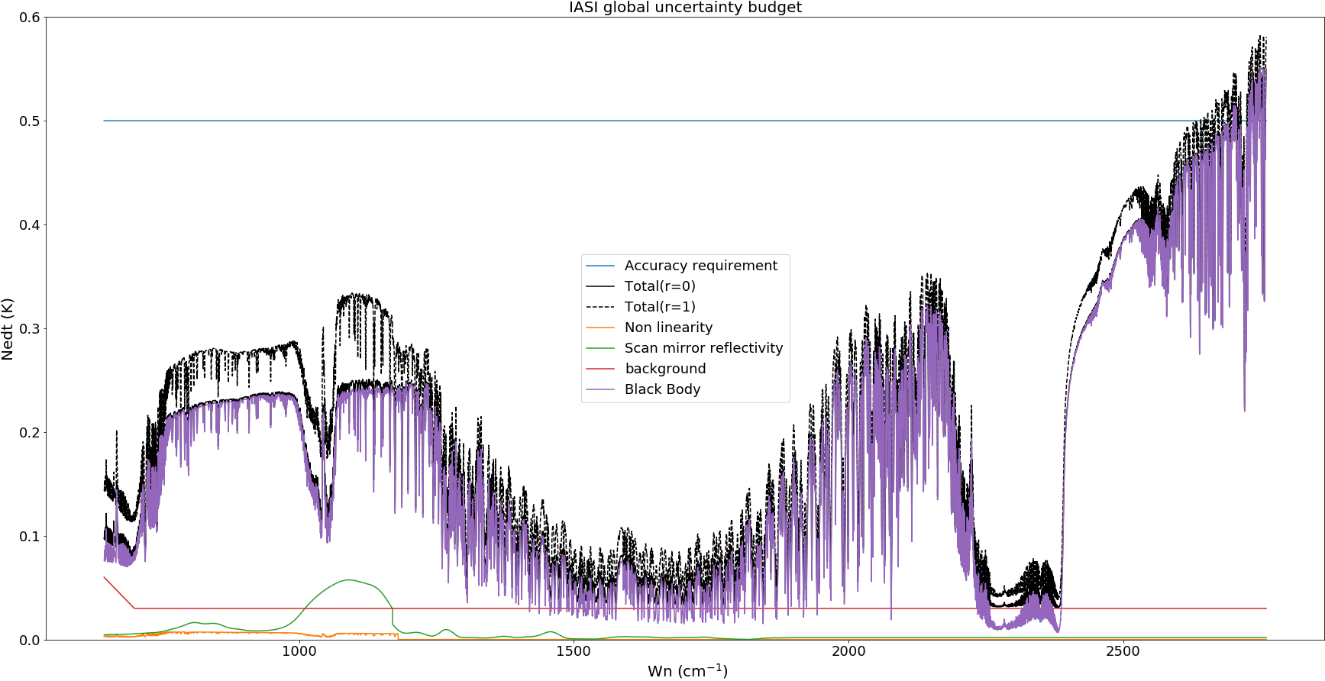 IASI global uncertainty budget
0.6
0.5
0.4
0.3
0.2
0.1
0.0
Nedt (K)
Accuracy requirement
Total(r=0)
Total(r=1)
Non linearity
Scan mirror reflectivity
background
Black Body
1000 1500 2000 2500
Wn (cm⁻¹)